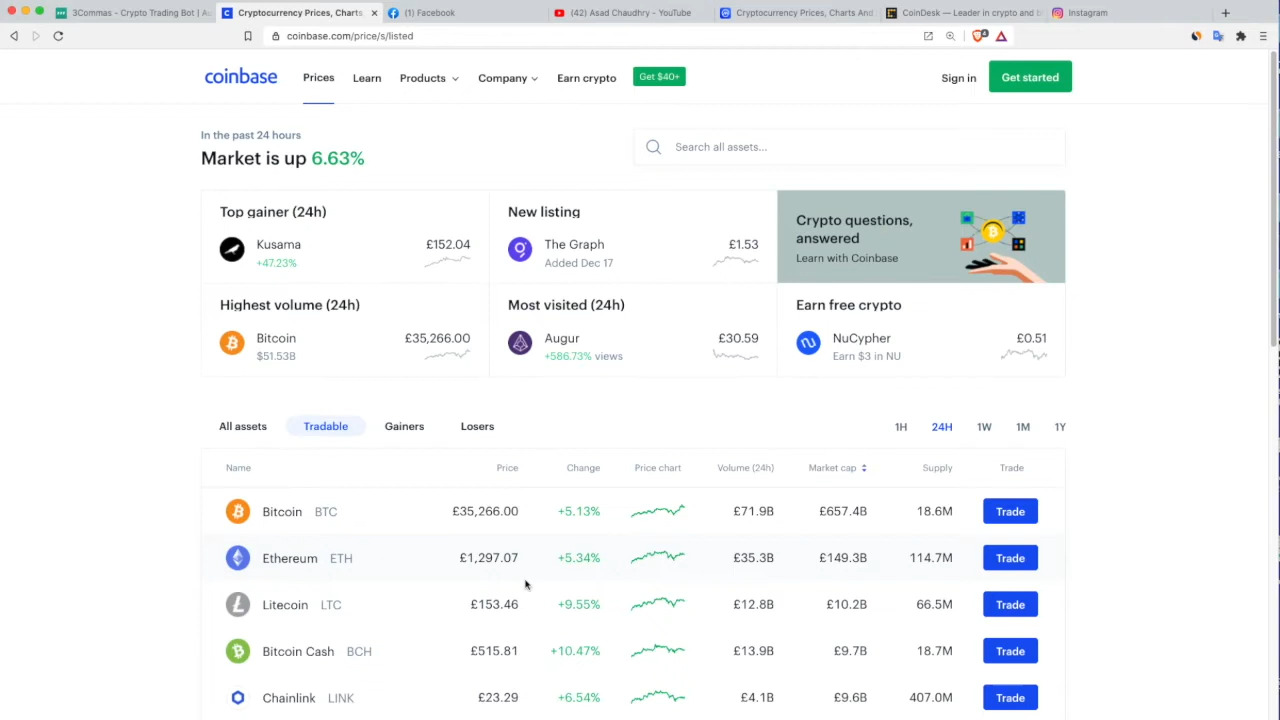 3Commas - Crypto Trading Bot | Au
Cryptocurrency Prices, Charts
(1) Facebook
(42) Asad Chaudhry - YouTube
Cryptocurrency Prices, Charts And
CoinDesk — Leader in crypto and b
Instagram
coinbase.com/price/s/listed
coinbase
Prices
Learn
Products
Company
Earn crypto
Get $40+
Sign in
Get started
In the past 24 hours
Market is up 6.63%
Search all assets...
Top gainer (24h)
Kusama £152.04
+47.23%
New listing
The Graph £1.53
Added Dec 17
Crypto questions,
answered
Learn with Coinbase
Highest volume (24h)
Bitcoin £35,266.00
$51.53B
Most visited (24h)
Augur £30.59
+586.73% views
Earn free crypto
NuCypher £0.51
Earn $3 in NU
All assets Tradable Gainers Losers 1H 24H 1W 1M 1Y
Name Price Change Price chart Volume (24h) Market cap Supply Trade
Bitcoin BTC £35,266.00 +5.13% £71.9B £657.4B 18.6M Trade
Ethereum ETH £1,297.07 +5.34% £35.3B £149.3B 114.7M Trade
Litecoin LTC £153.46 +9.55% £12.8B £10.2B 66.5M Trade
Bitcoin Cash BCH £515.81 +10.47% £13.9B £9.7B 18.7M Trade
Chainlink LINK £23.29 +6.54% £4.1B £9.6B 407.0M Trade